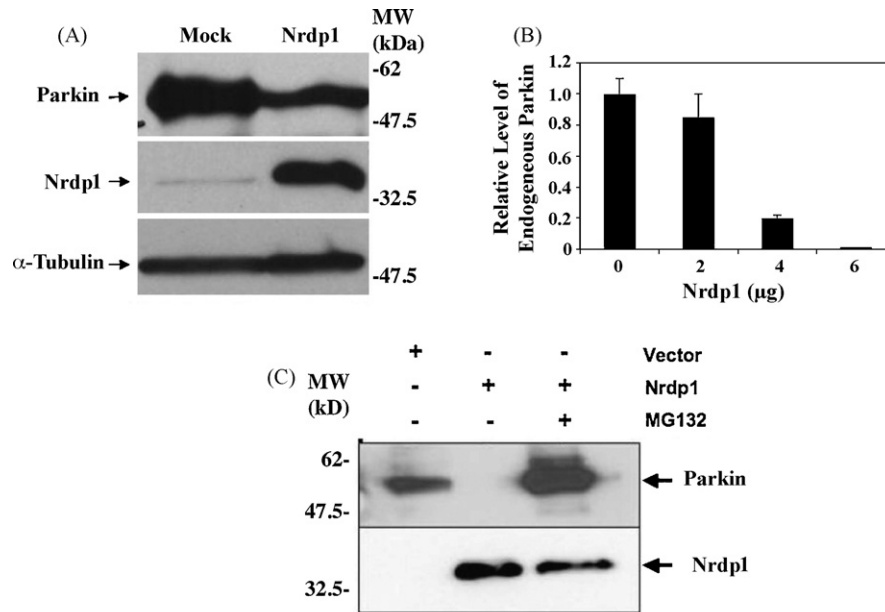 (A)
Mock Nrdp1 MW (kDa)
Parkin
-62
-47.5
Nrdp1
-32.5
α-Tubulin
-47.5
(B)
Relative Level of
Endogeneous Parkin
1.2
1.0
0.8
0.6
0.4
0.2
0
0 2 4 6
Nrdp1 (μg)
(C)
+ - - Vector
- + + Nrdp1
- - + MG132
MW
(kD)
62-
47.5-
Parkin
32.5-
Nrdp1